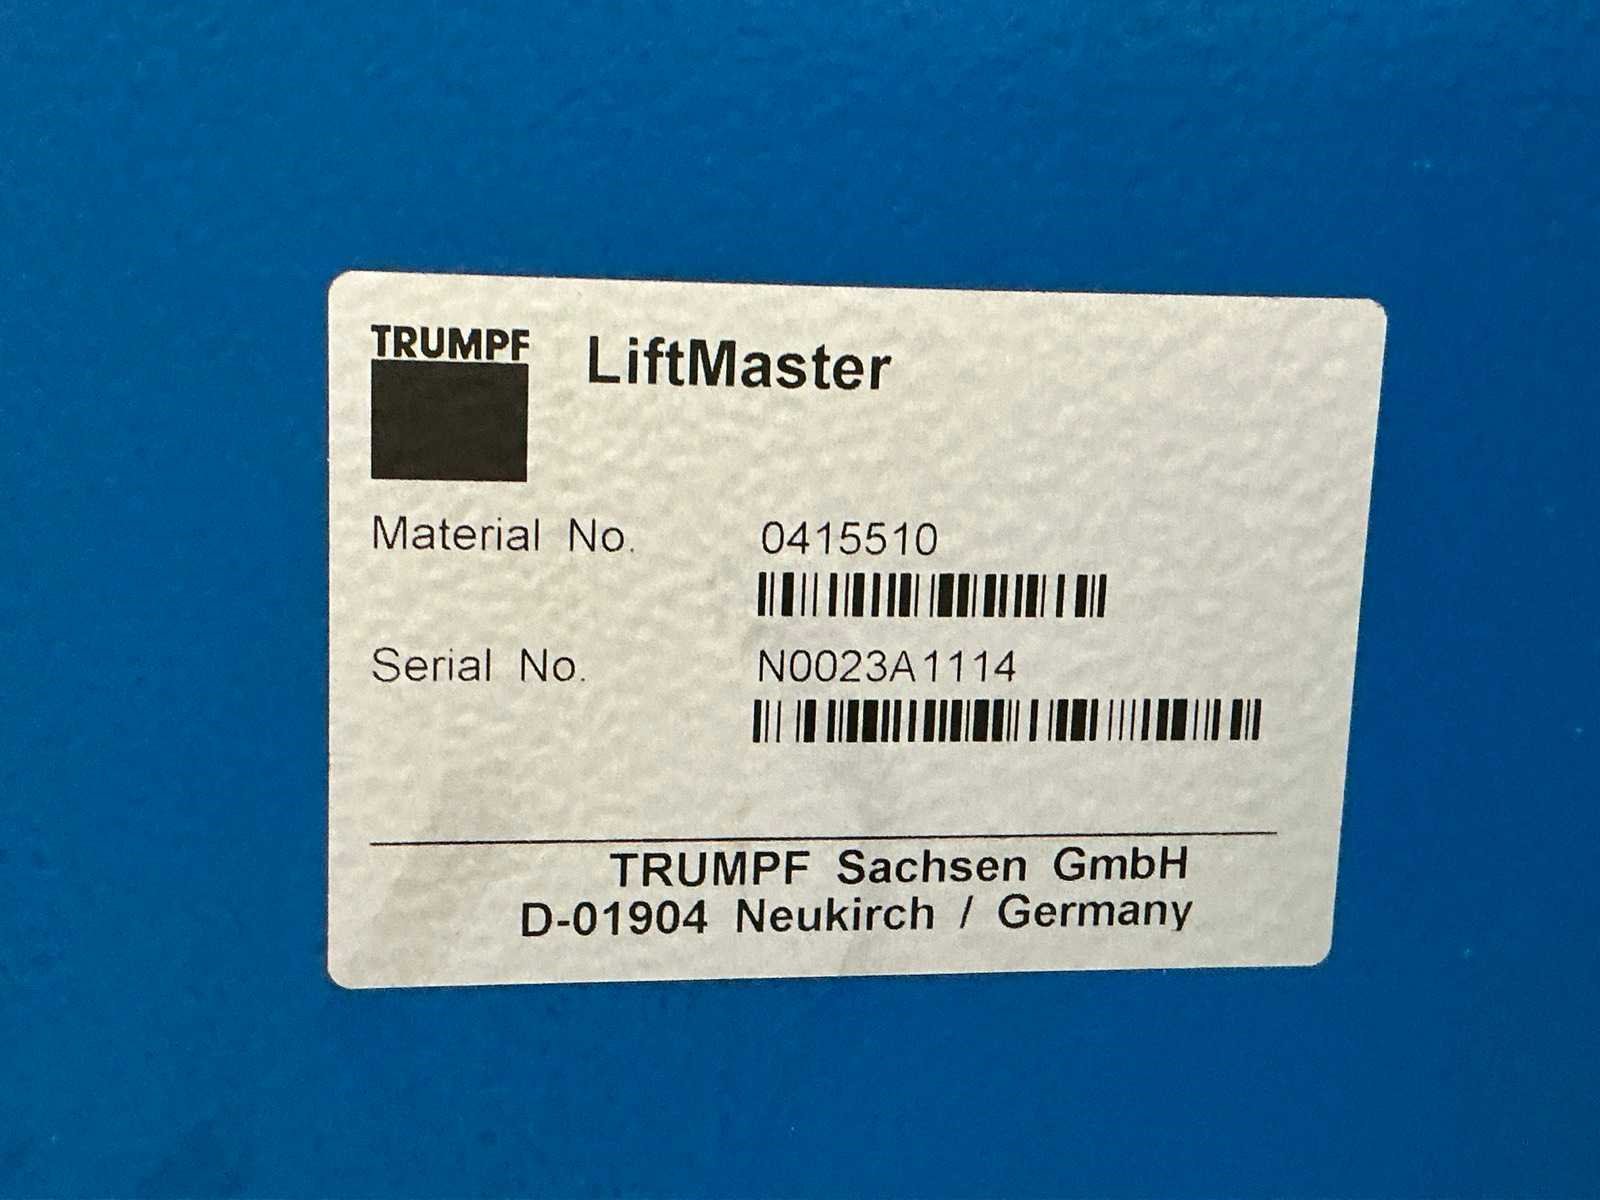 TRUMPF
LiftMaster
Material No. 0415510
Serial No. N0023A1114
TRUMPF Sachsen GmbH
D-01904 Neukirch / Germany